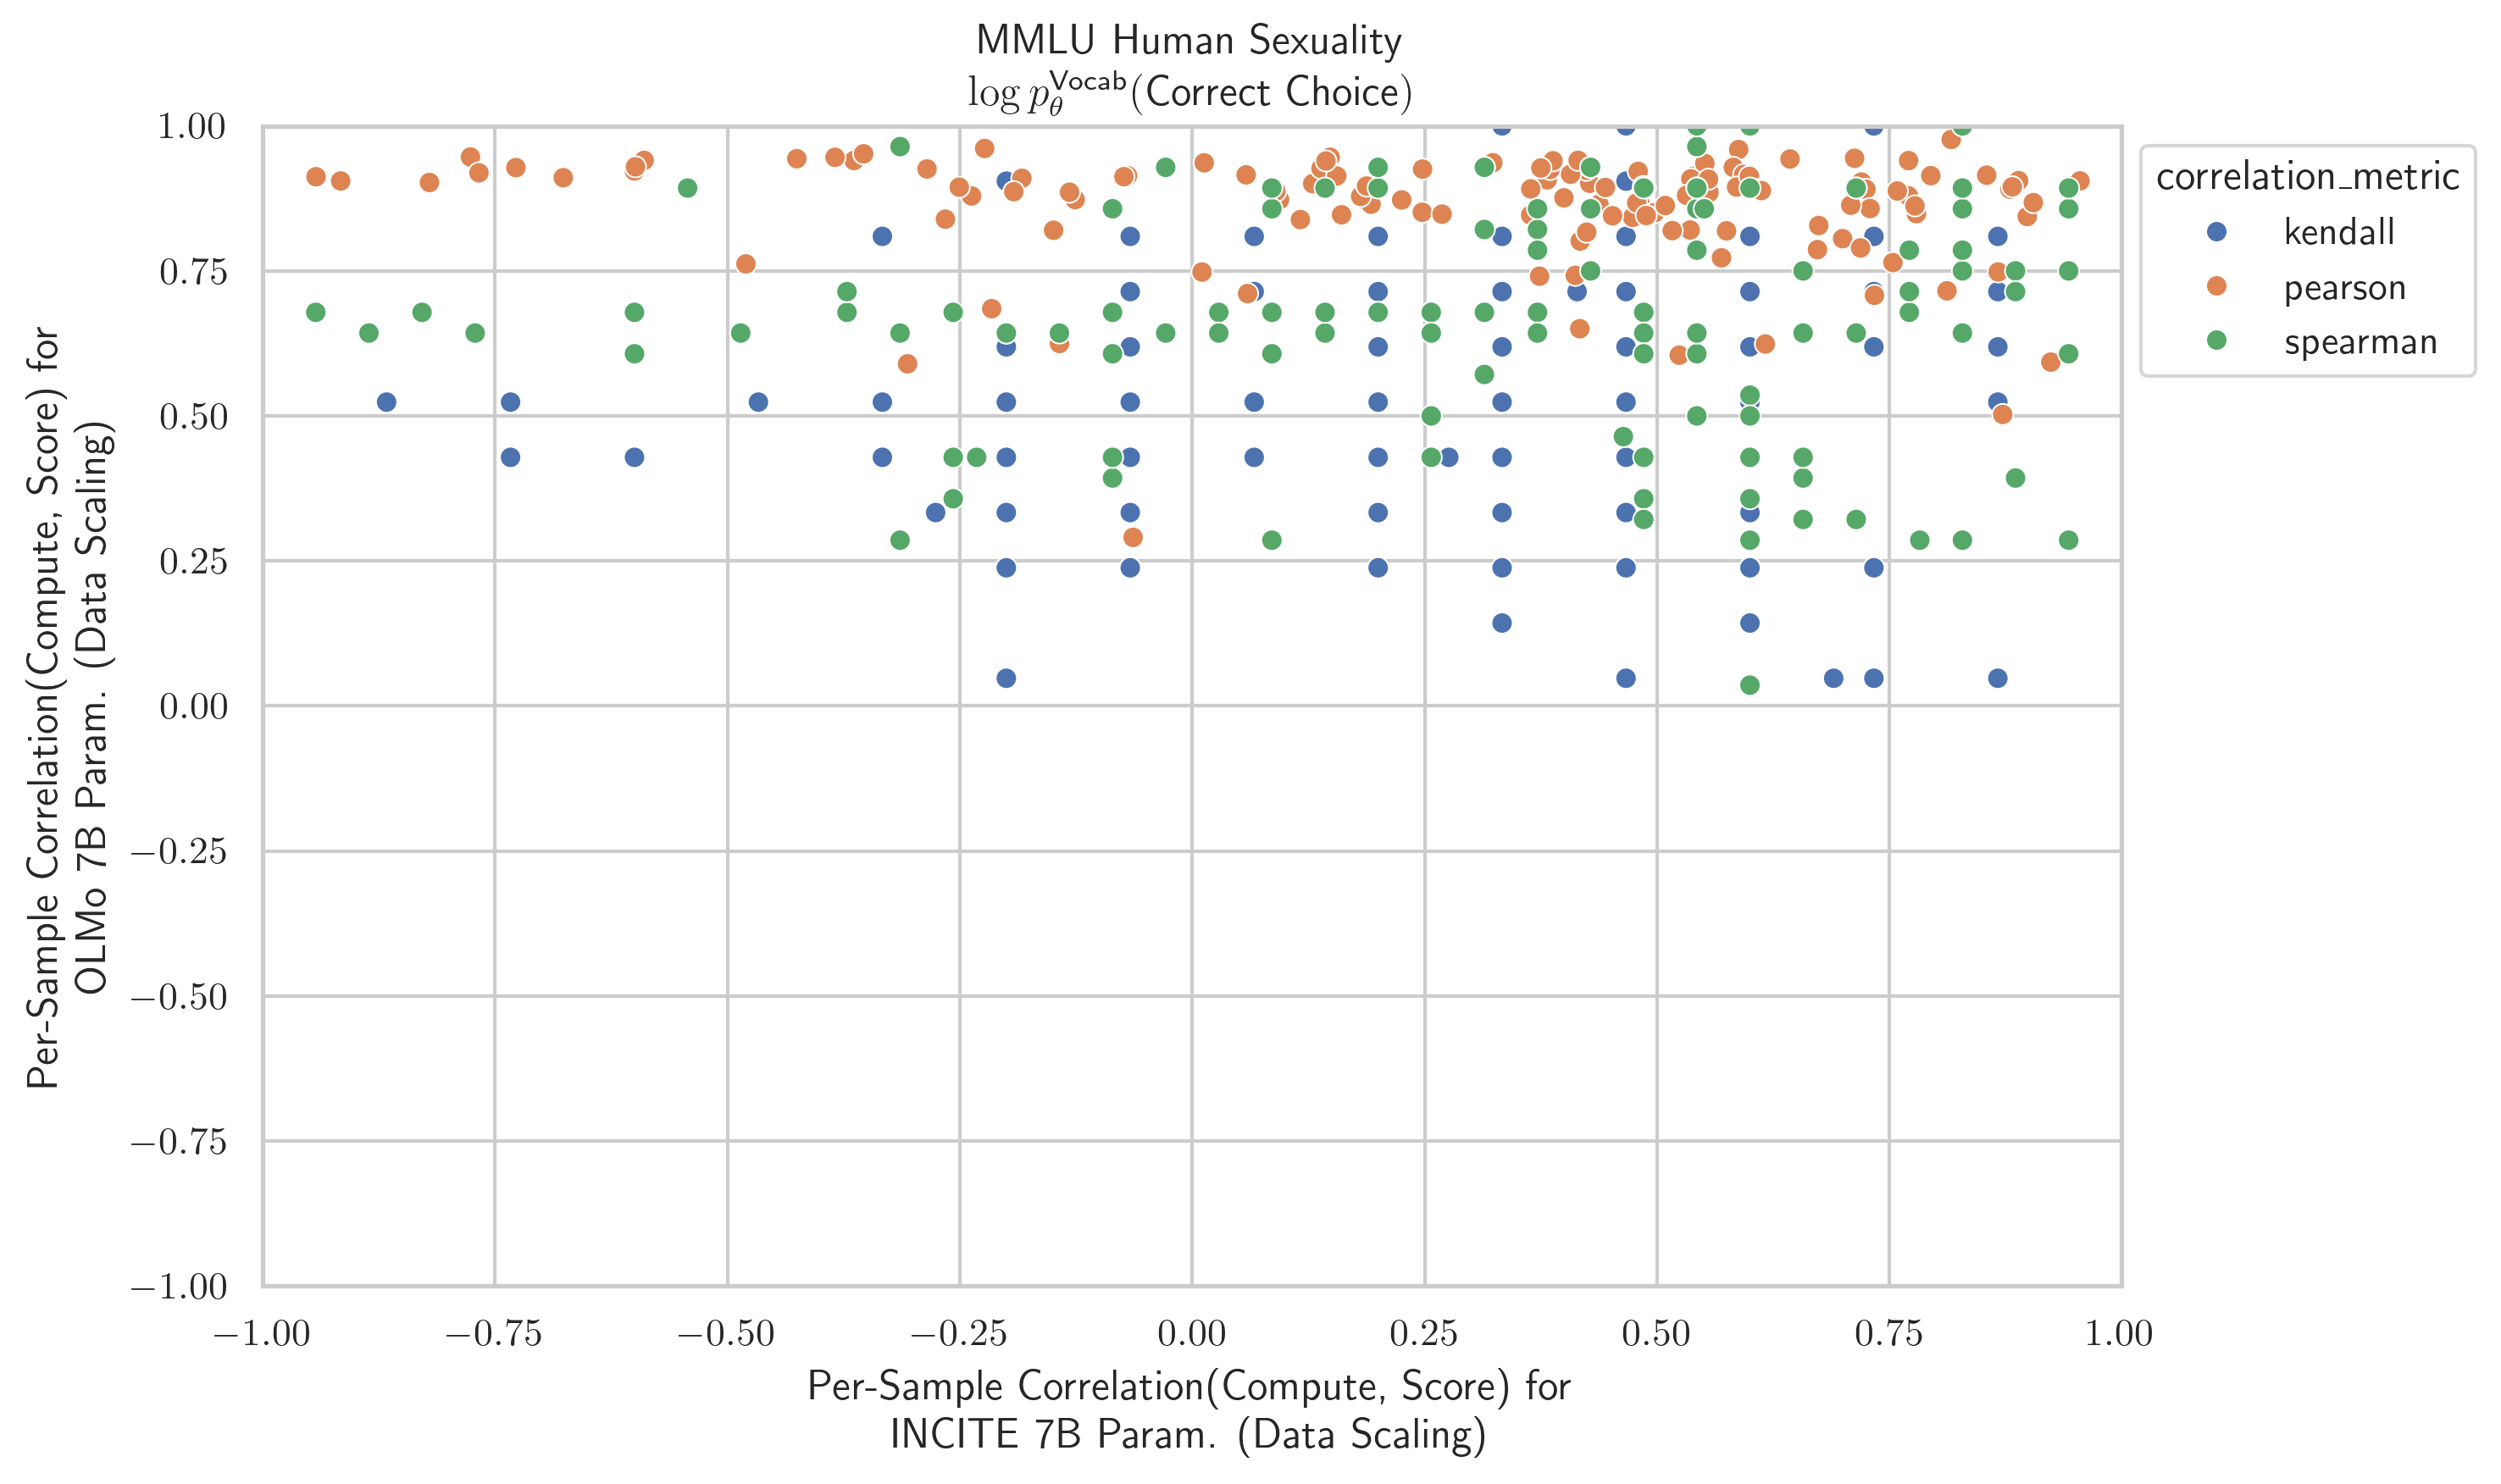 MMLU Human Sexuality
log p_θ^Vocab(Correct Choice)
1.00
0.75
0.50
0.25
0.00
−0.25
−0.50
−0.75
−1.00
Per-Sample Correlation(Compute, Score) for
OLMo 7B Param. (Data Scaling)
−1.00
−0.75
−0.50
−0.25
0.00
0.25
0.50
0.75
1.00
Per-Sample Correlation(Compute, Score) for
INCITE 7B Param. (Data Scaling)
correlation_metric
kendall
pearson
spearman